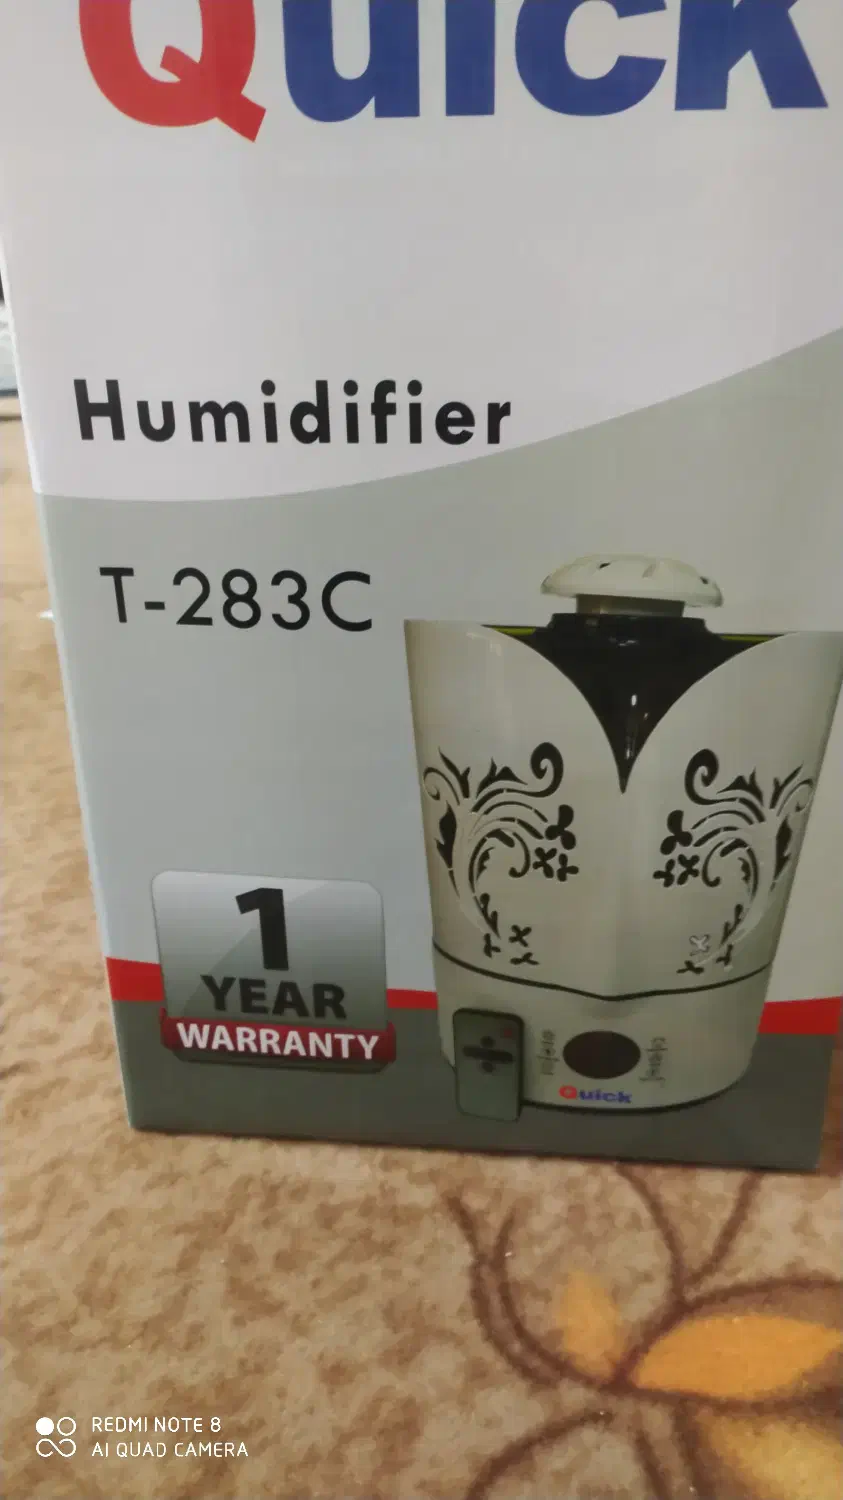 Quick
Humidifier
T-283C
1
YEAR
WARRANTY
Quick
REDMI NOTE 8
AI QUAD CAMERA